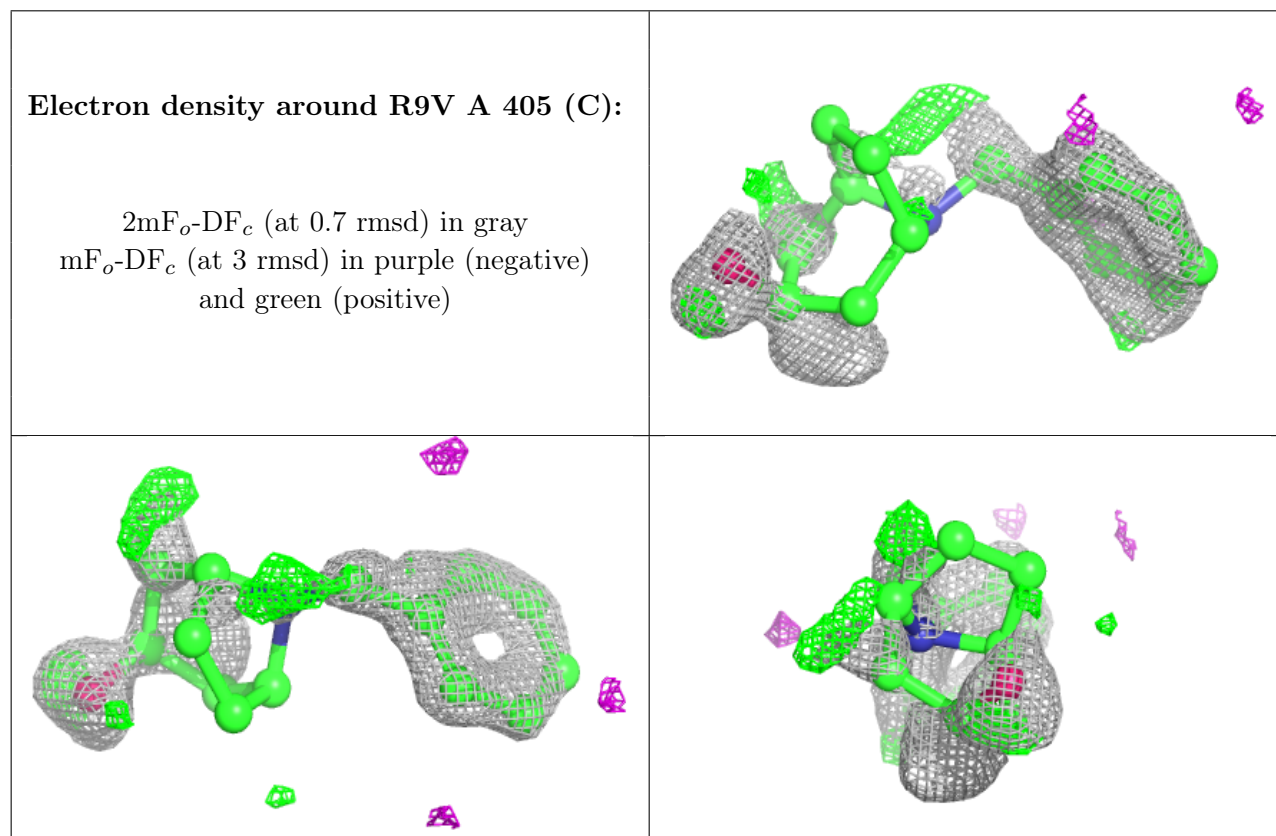 Electron density around R9V A 405 (C):
2mFo-DFc (at 0.7 rmsd) in gray
mFo-DFc (at 3 rmsd) in purple (negative)
and green (positive)